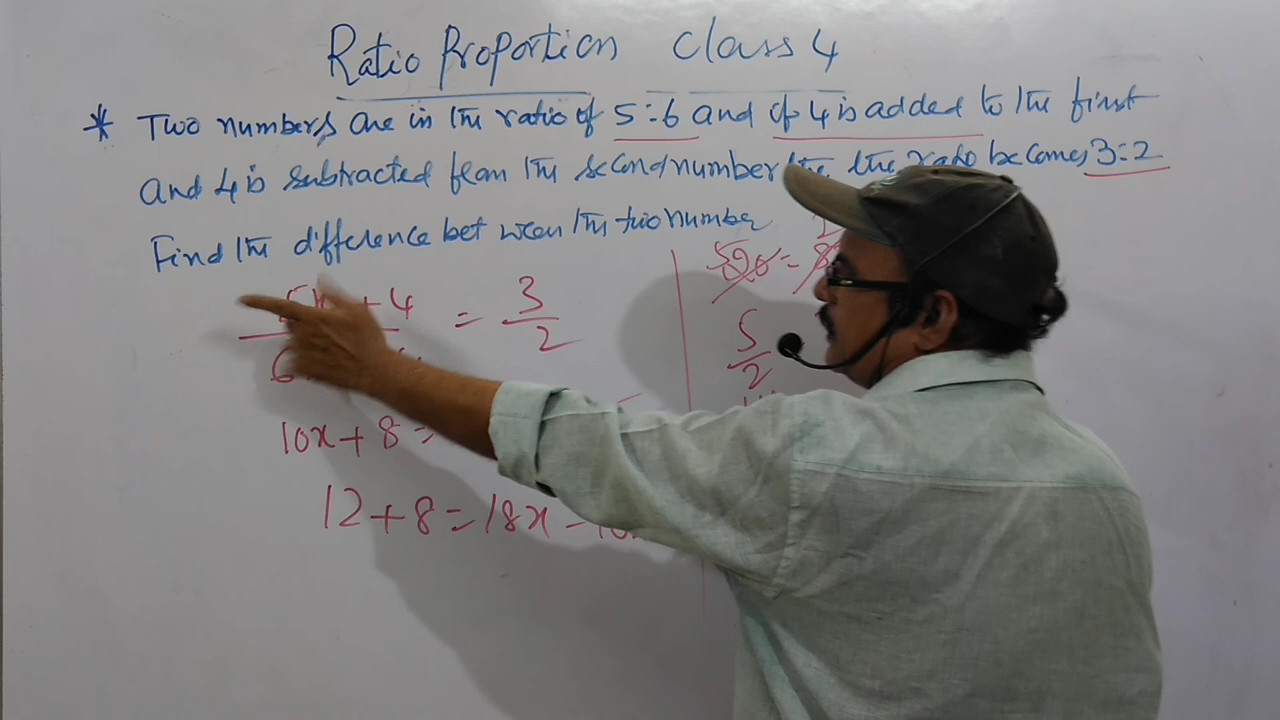 Ratio Proportion Class 4
* Two numbers are in the ratio of 5:6 and if 4 is added to the first
and 4 is subtracted from the second number the ratio becomes 3:2
Find the difference between the two number
5x + 4 = 3
2
10x + 8 =
12 + 8 = 18x -
5
2